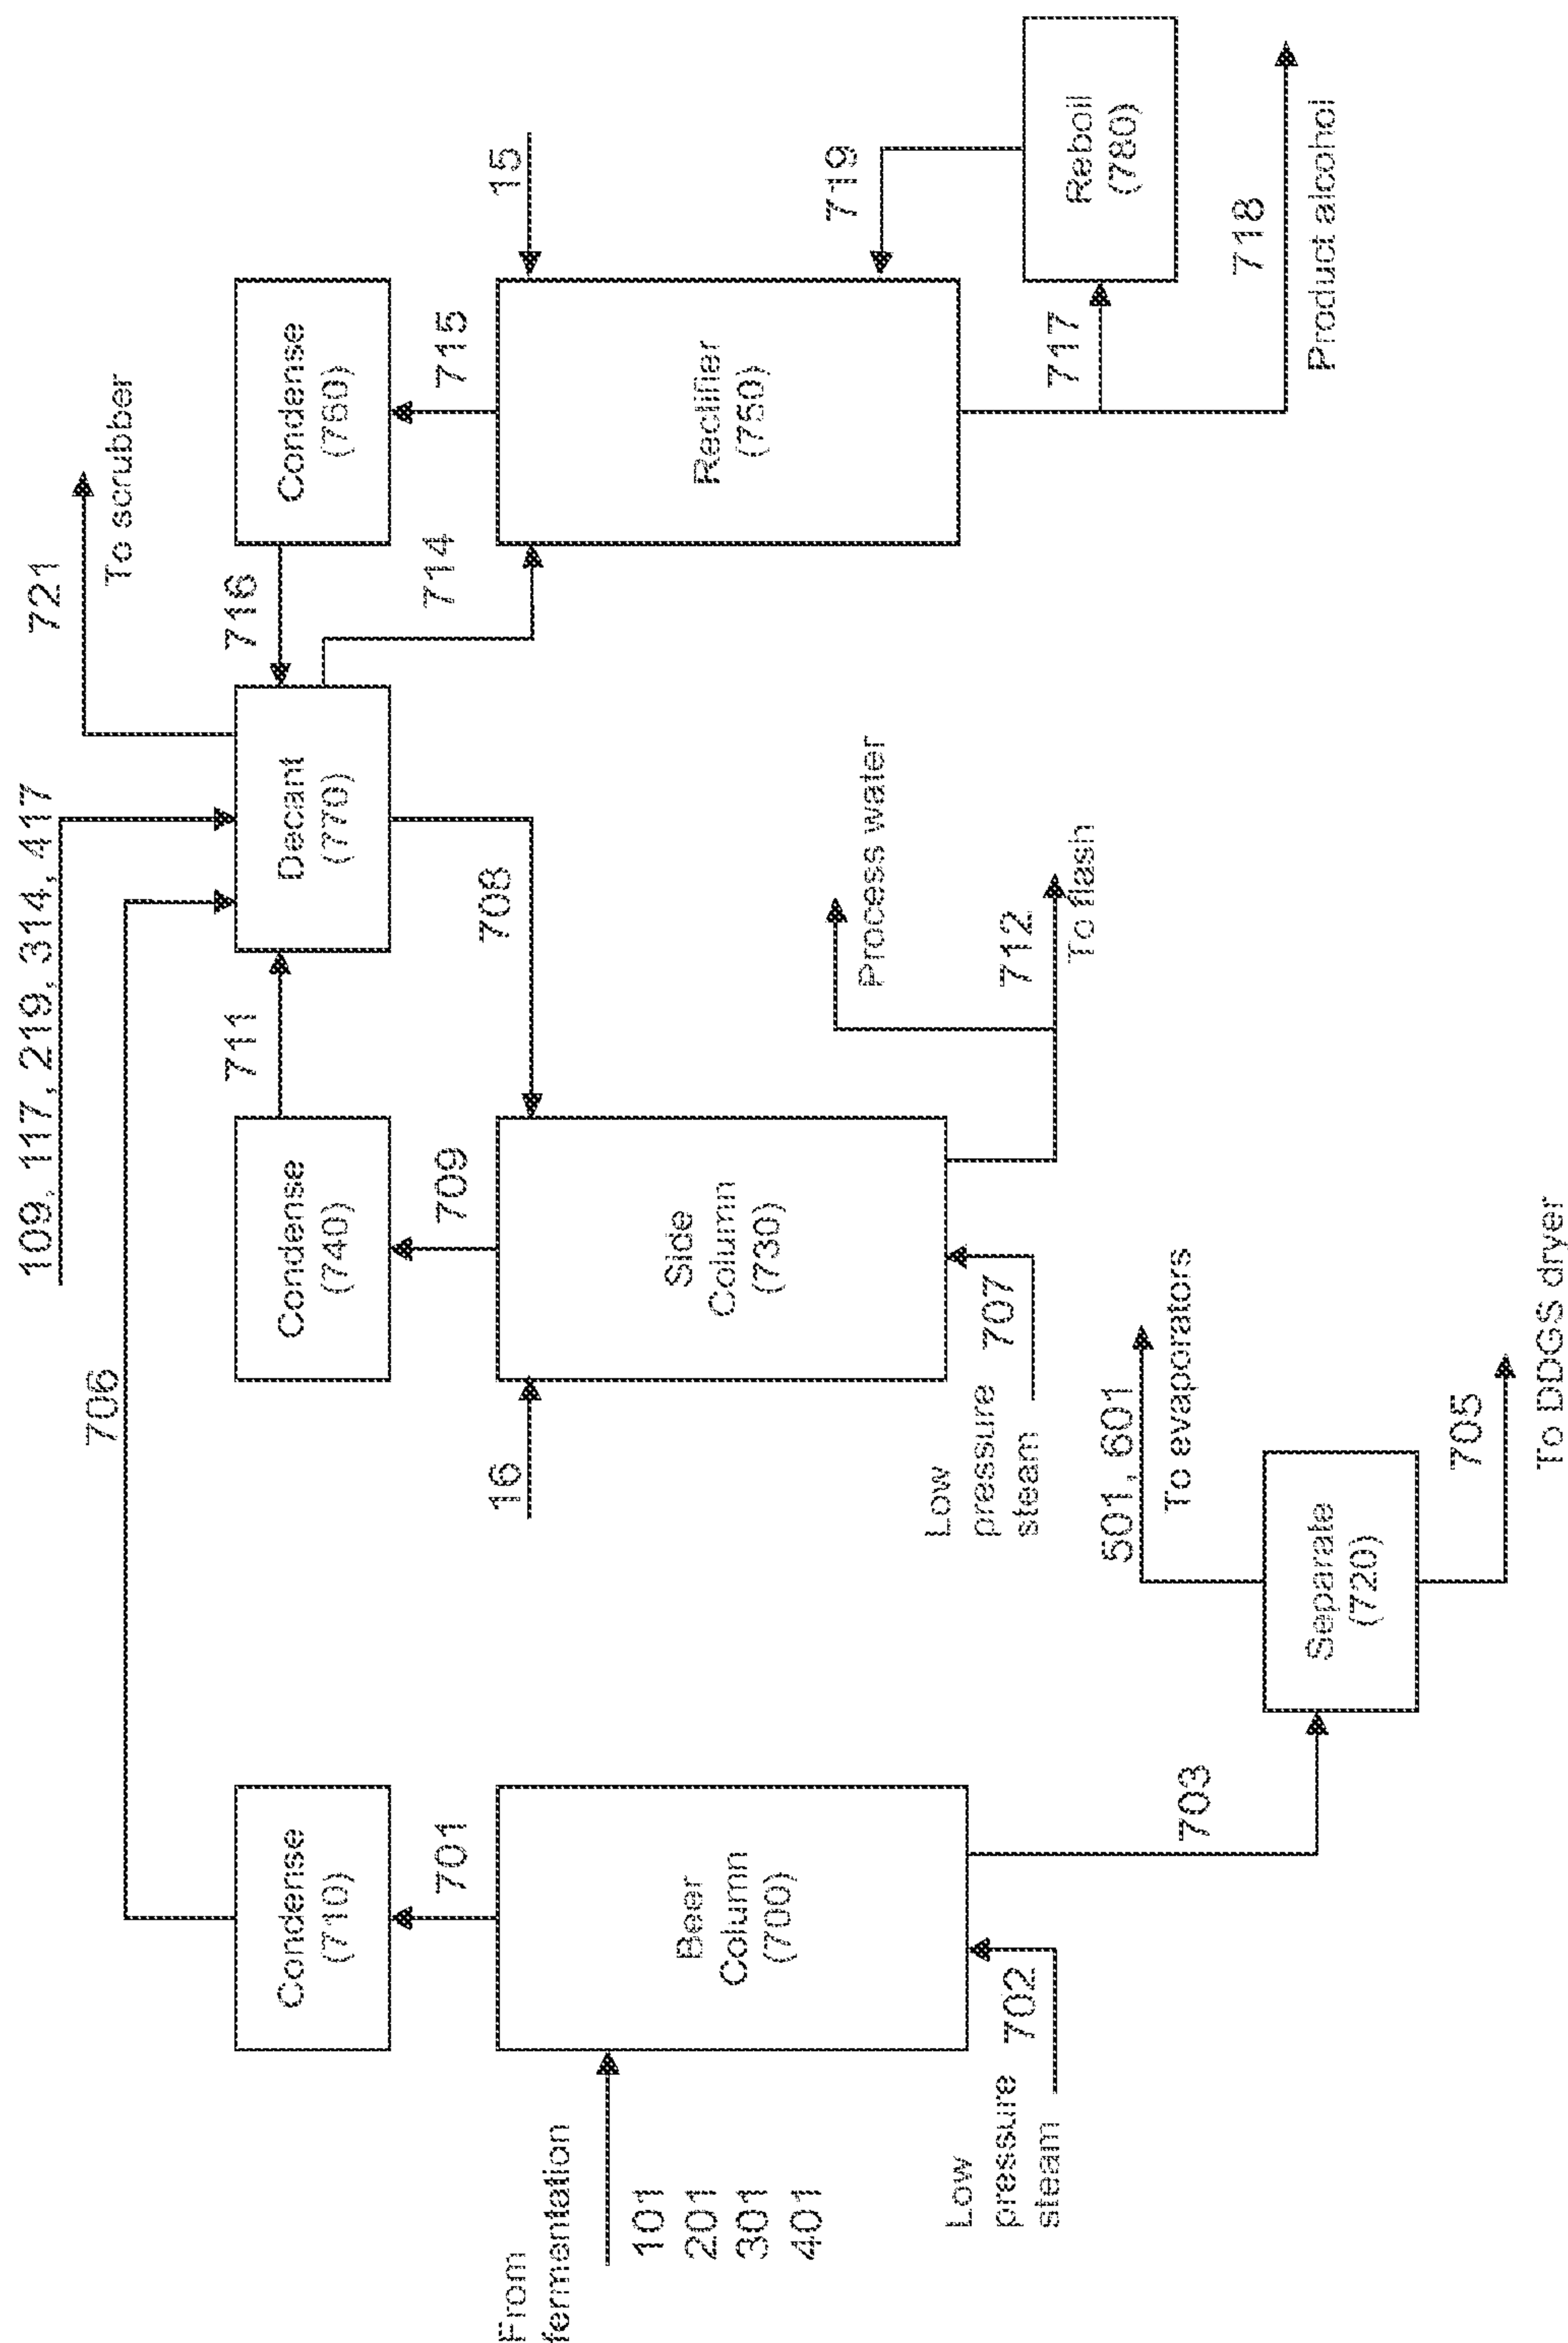 109, 117, 219, 314, 417
706
721
To scrubber
Condense
(710)
Condense
(740)
711
Decant
(770)
716
Condense
(760)
701
709
708
714
715
15
From
fermentation
101
201
301
401
Beer
Column
(700)
16
Side
Column
(730)
Rectifier
(750)
719
Process water
Low
pressure
steam
702
Low
pressure
steam
707
712
To flash
717
Reboil
(780)
703
501, 601
To evaporators
718
Product alcohol
Separate
(720)
705
To DDGS dryer